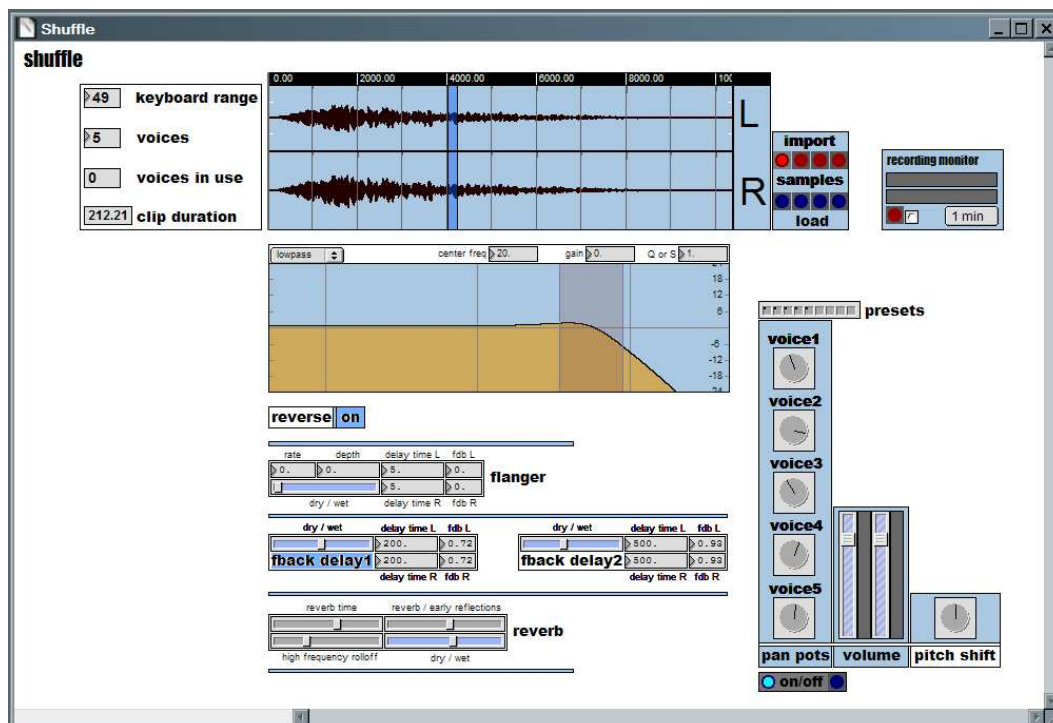 Shuffle
shuffle
0.00 2000.00 4000.00 6000.00 8000.00 100
49 keyboard range
5 voices
0 voices in use
212.21 clip duration
L
R
import
samples
load
recording monitor
1 min
lowpass center freq 20. gain 0. Q or S 1.
24
18
12
6
-6
-12
-18
-24
presets
voice1
voice2
voice3
voice4
voice5
reverse on
rate depth delay time L fdb L
0. 0. 5. 0.
flanger
5. 0.
dry / wet delay time R fdb R
dry / wet delay time L fdb L
200. 0.72
fback delay1 200. 0.72
delay time R fdb R
dry / wet delay time L fdb L
500. 0.93
fback delay2 500. 0.93
delay time R fdb R
reverb time reverb / early reflections
reverb
high frequency rolloff dry / wet
pan pots volume pitch shift
on/off